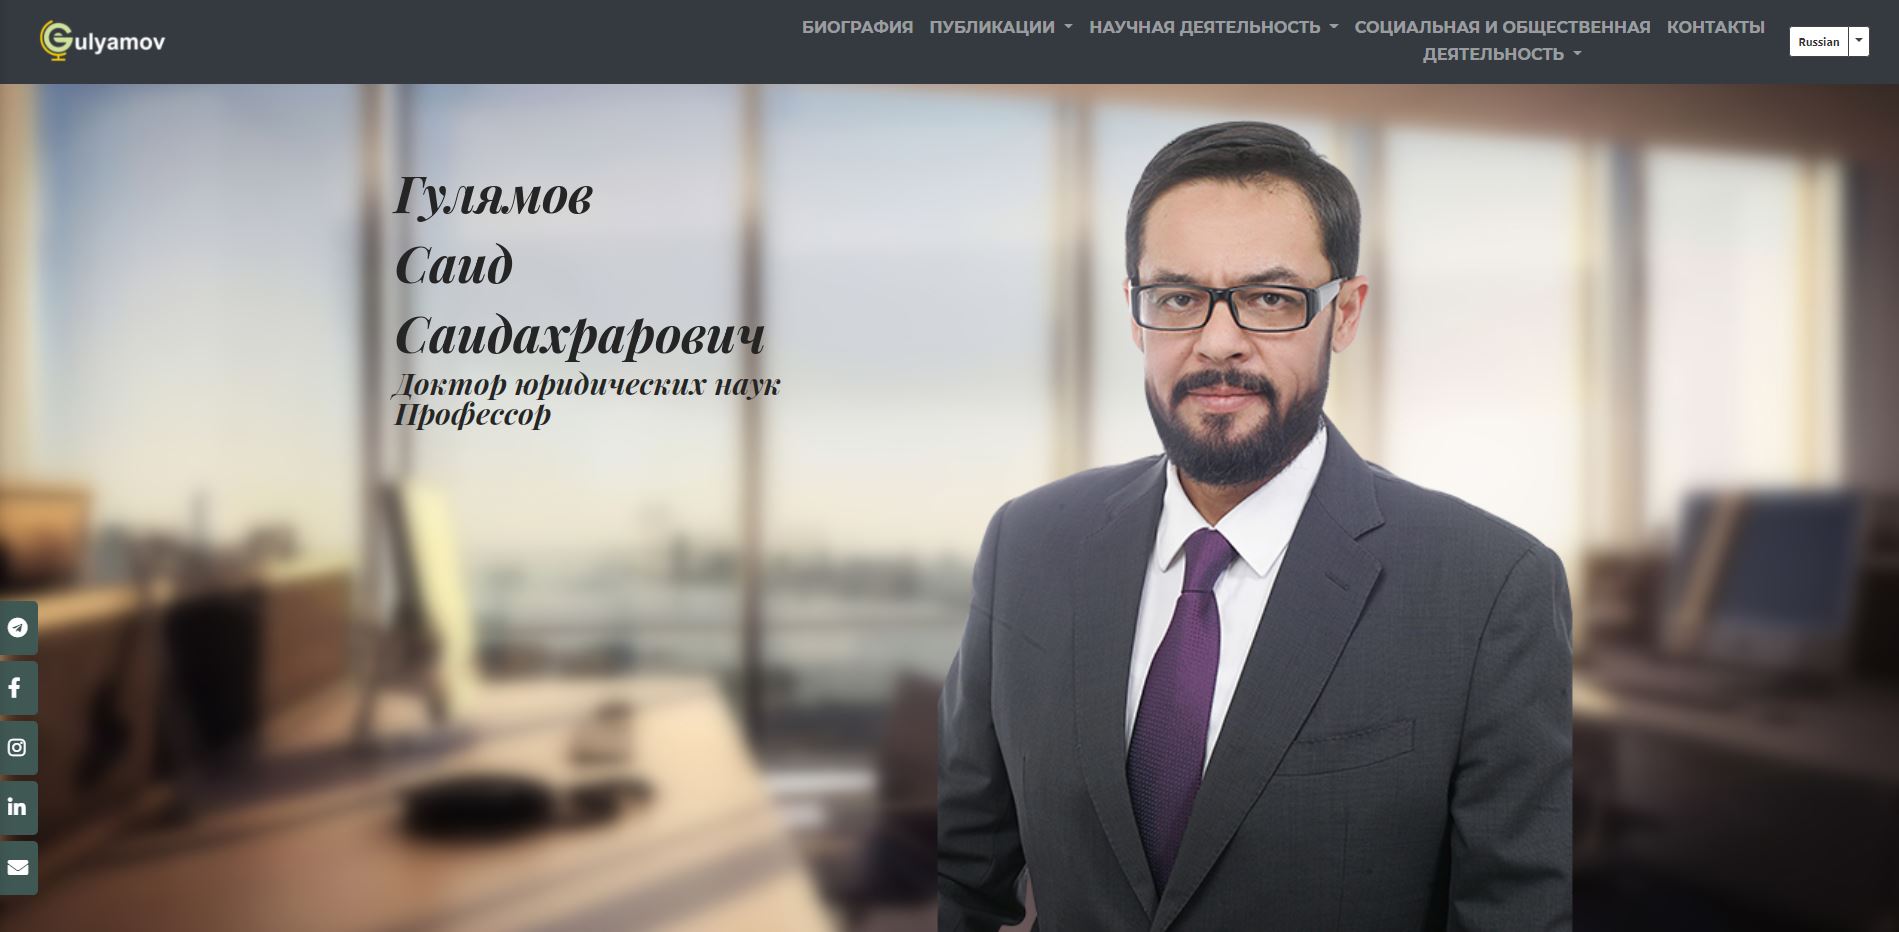 Gulyamov
БИОГРАФИЯ ПУБЛИКАЦИИ НАУЧНАЯ ДЕЯТЕЛЬНОСТЬ СОЦИАЛЬНАЯ И ОБЩЕСТВЕННАЯ ДЕЯТЕЛЬНОСТЬ КОНТАКТЫ
Russian
Гулямов
Саид
Саидахрарович
Доктор юридических наук
Профессор